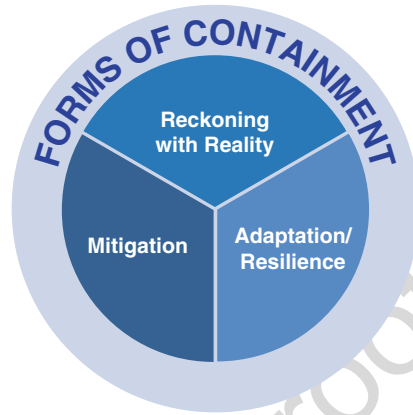 FORMS OF CONTAINMENT
Reckoning
with Reality
Mitigation
Adaptation/
Resilience